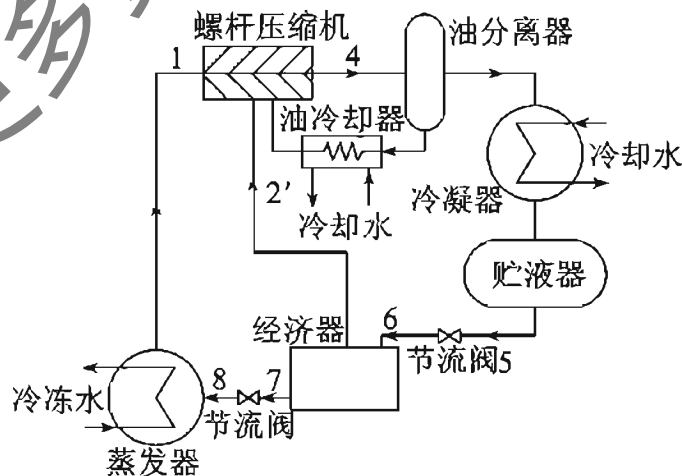 螺杆压缩机
油分离器
1
4
油冷却器
冷却水
2'
冷却水
冷凝器
贮液器
经济器
6
节流阀5
8
7
冷冻水
节流阀
蒸发器